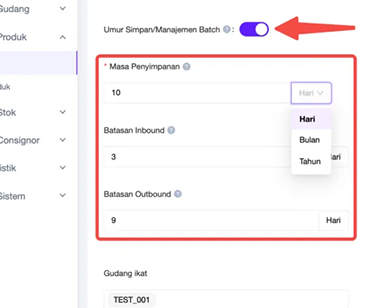 Gudang
Umur Simpan/Manajemen Batch ? :
Produk
* Masa Penyimpanan ?
10
Hari
Hari
Bulan
Tahun
duk
Stok
Batasan Inbound ?
Consignor
3
istik
Batasan Outbound ?
Sistem
9
Hari
Gudang ikat
TEST_001